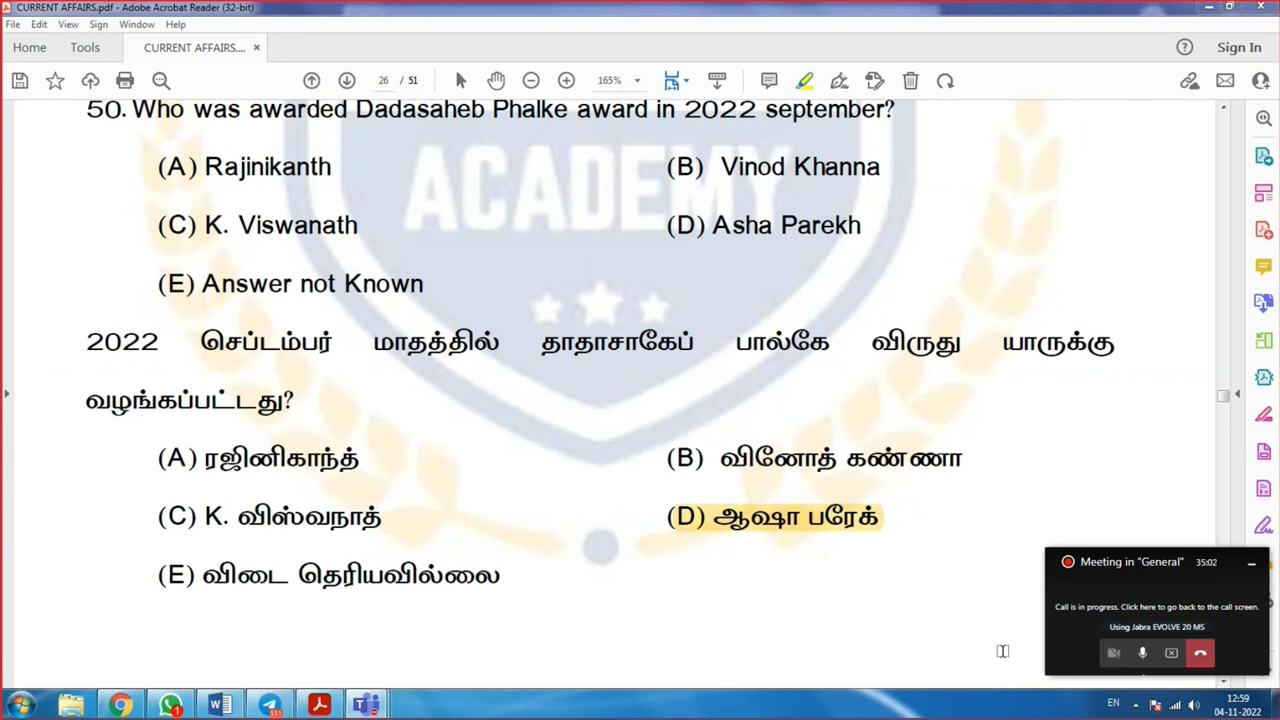 CURRENT AFFAIRS.pdf - Adobe Acrobat Reader (32-bit)
File Edit View Sign Window Help
Home Tools CURRENT AFFAIRS.... × Sign In
26 / 51 165%
50. Who was awarded Dadasaheb Phalke award in 2022 september?
(A) Rajinikanth (B) Vinod Khanna
(C) K. Viswanath (D) Asha Parekh
(E) Answer not Known
2022 செப்டம்பர் மாதத்தில் தாதாசாகேப் பால்கே விருது யாருக்கு
வழங்கப்பட்டது?
(A) ரஜினிகாந்த் (B) வினோத் கண்ணா
(C) K. விஸ்வநாத் (D) ஆஷா பரேக்
(E) விடை தெரியவில்லை
ACADEMY
Meeting in "General" 35:02
Call is in progress. Click here to go back to the call screen.
Using Jabra EVOLVE 20 MS
EN 12:59
04-11-2022